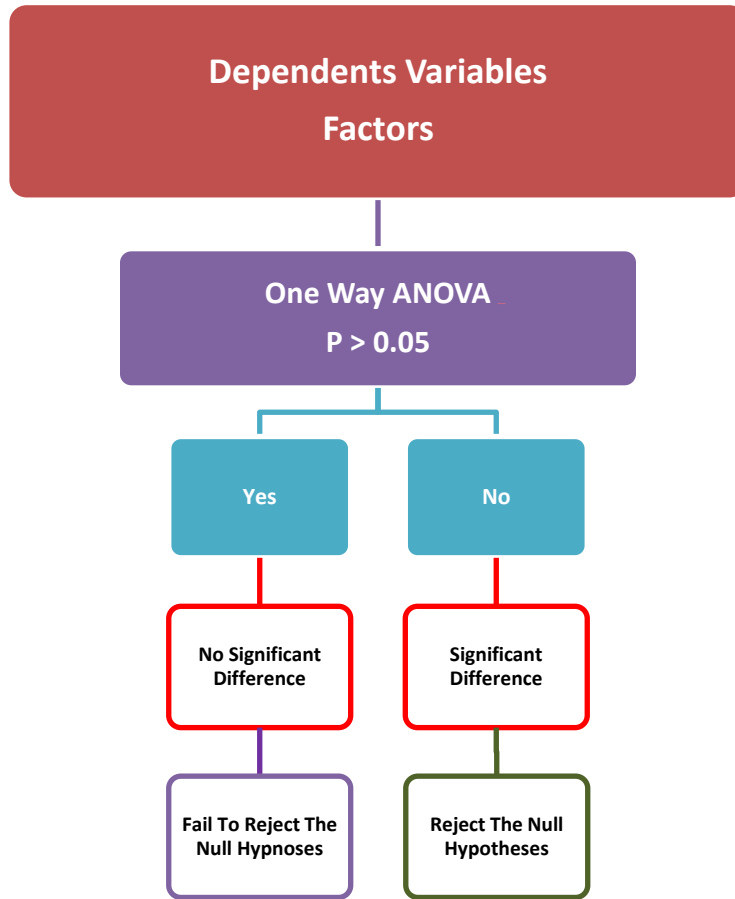 Dependents Variables
Factors
One Way ANOVA
P > 0.05
Yes
No
No Significant
Difference
Significant
Difference
Fail To Reject The
Null Hypnoses
Reject The Null
Hypotheses